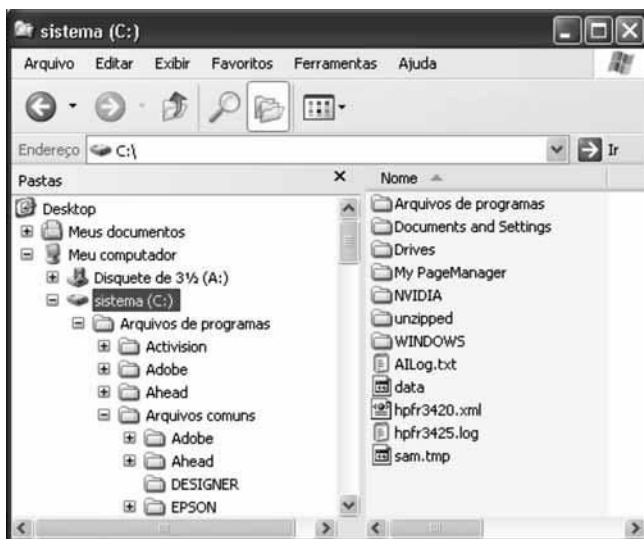 sistema (C:)
Arquivo Editar Exibir Favoritos Ferramentas Ajuda
Endereço C:\ Ir
Pastas
Desktop
Meus documentos
Meu computador
Disquete de 3½ (A:)
sistema (C:)
Arquivos de programas
Activision
Adobe
Ahead
Arquivos comuns
Adobe
Ahead
DESIGNER
EPSON
Nome
Arquivos de programas
Documents and Settings
Drives
My PageManager
NVIDIA
unzipped
WINDOWS
AILog.txt
data
hpfr3420.xml
hpfr3425.log
sam.tmp